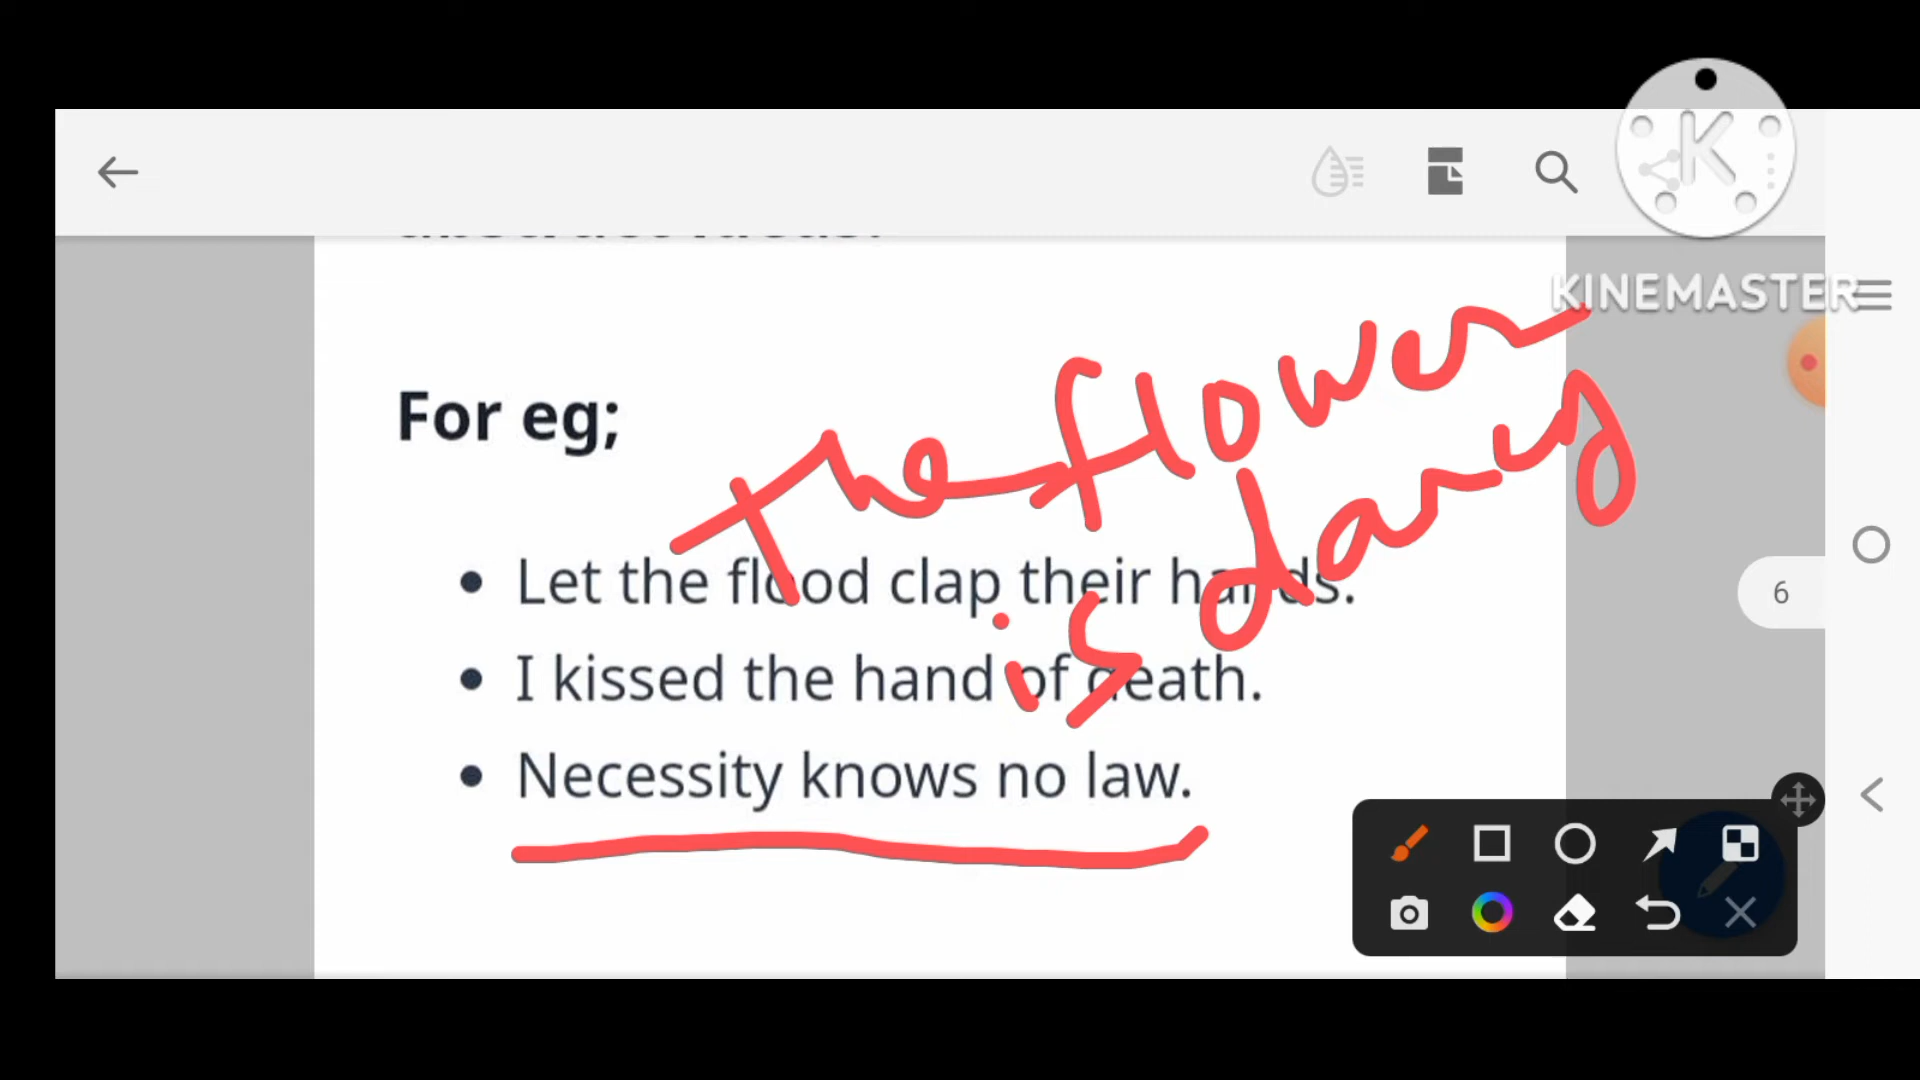 KINEMASTER
For eg;
The flower
is
Let the flood clap their hands.
I kissed the hand of death.
Necessity knows no law.
6